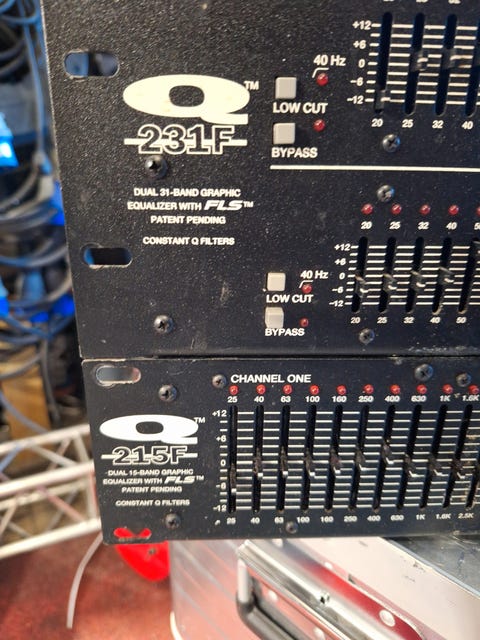 +12
+6
0
-6
-12
20 25 32 40
40 Hz
LOW CUT
BYPASS
Q™
231F
DUAL 31-BAND GRAPHIC
EQUALIZER WITH FLS™
PATENT PENDING
CONSTANT Q FILTERS
20 25 32 40
+12
+6
0
-6
-12
20 25 32 40 50
40 Hz
LOW CUT
BYPASS
CHANNEL ONE
25 40 63 100 160 250 400 630 1K 1.6K
Q™
215F
DUAL 15-BAND GRAPHIC
EQUALIZER WITH FLS™
PATENT PENDING
CONSTANT Q FILTERS
+12
+6
0
-6
-12
25 40 63 100 160 250 400 630 1K 1.6K 2.5K